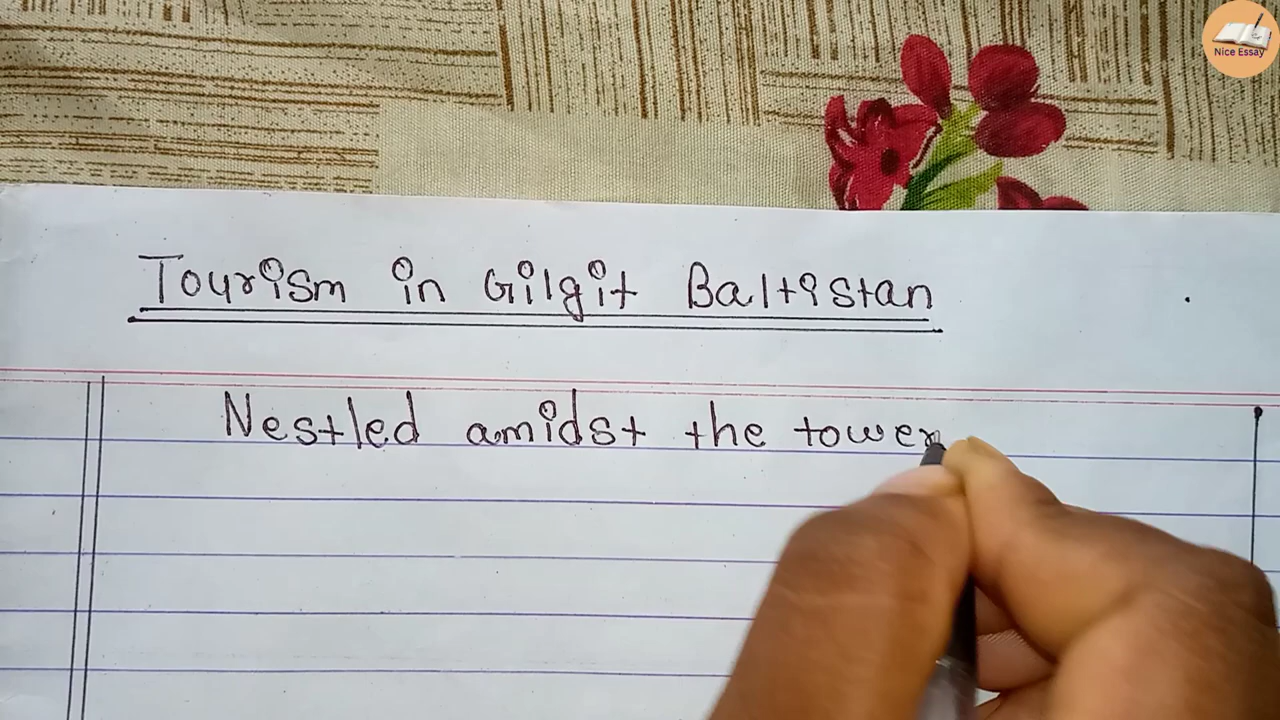 Nice Essay
Tourism in Gilgit Baltistan
Nestled amidst the tower